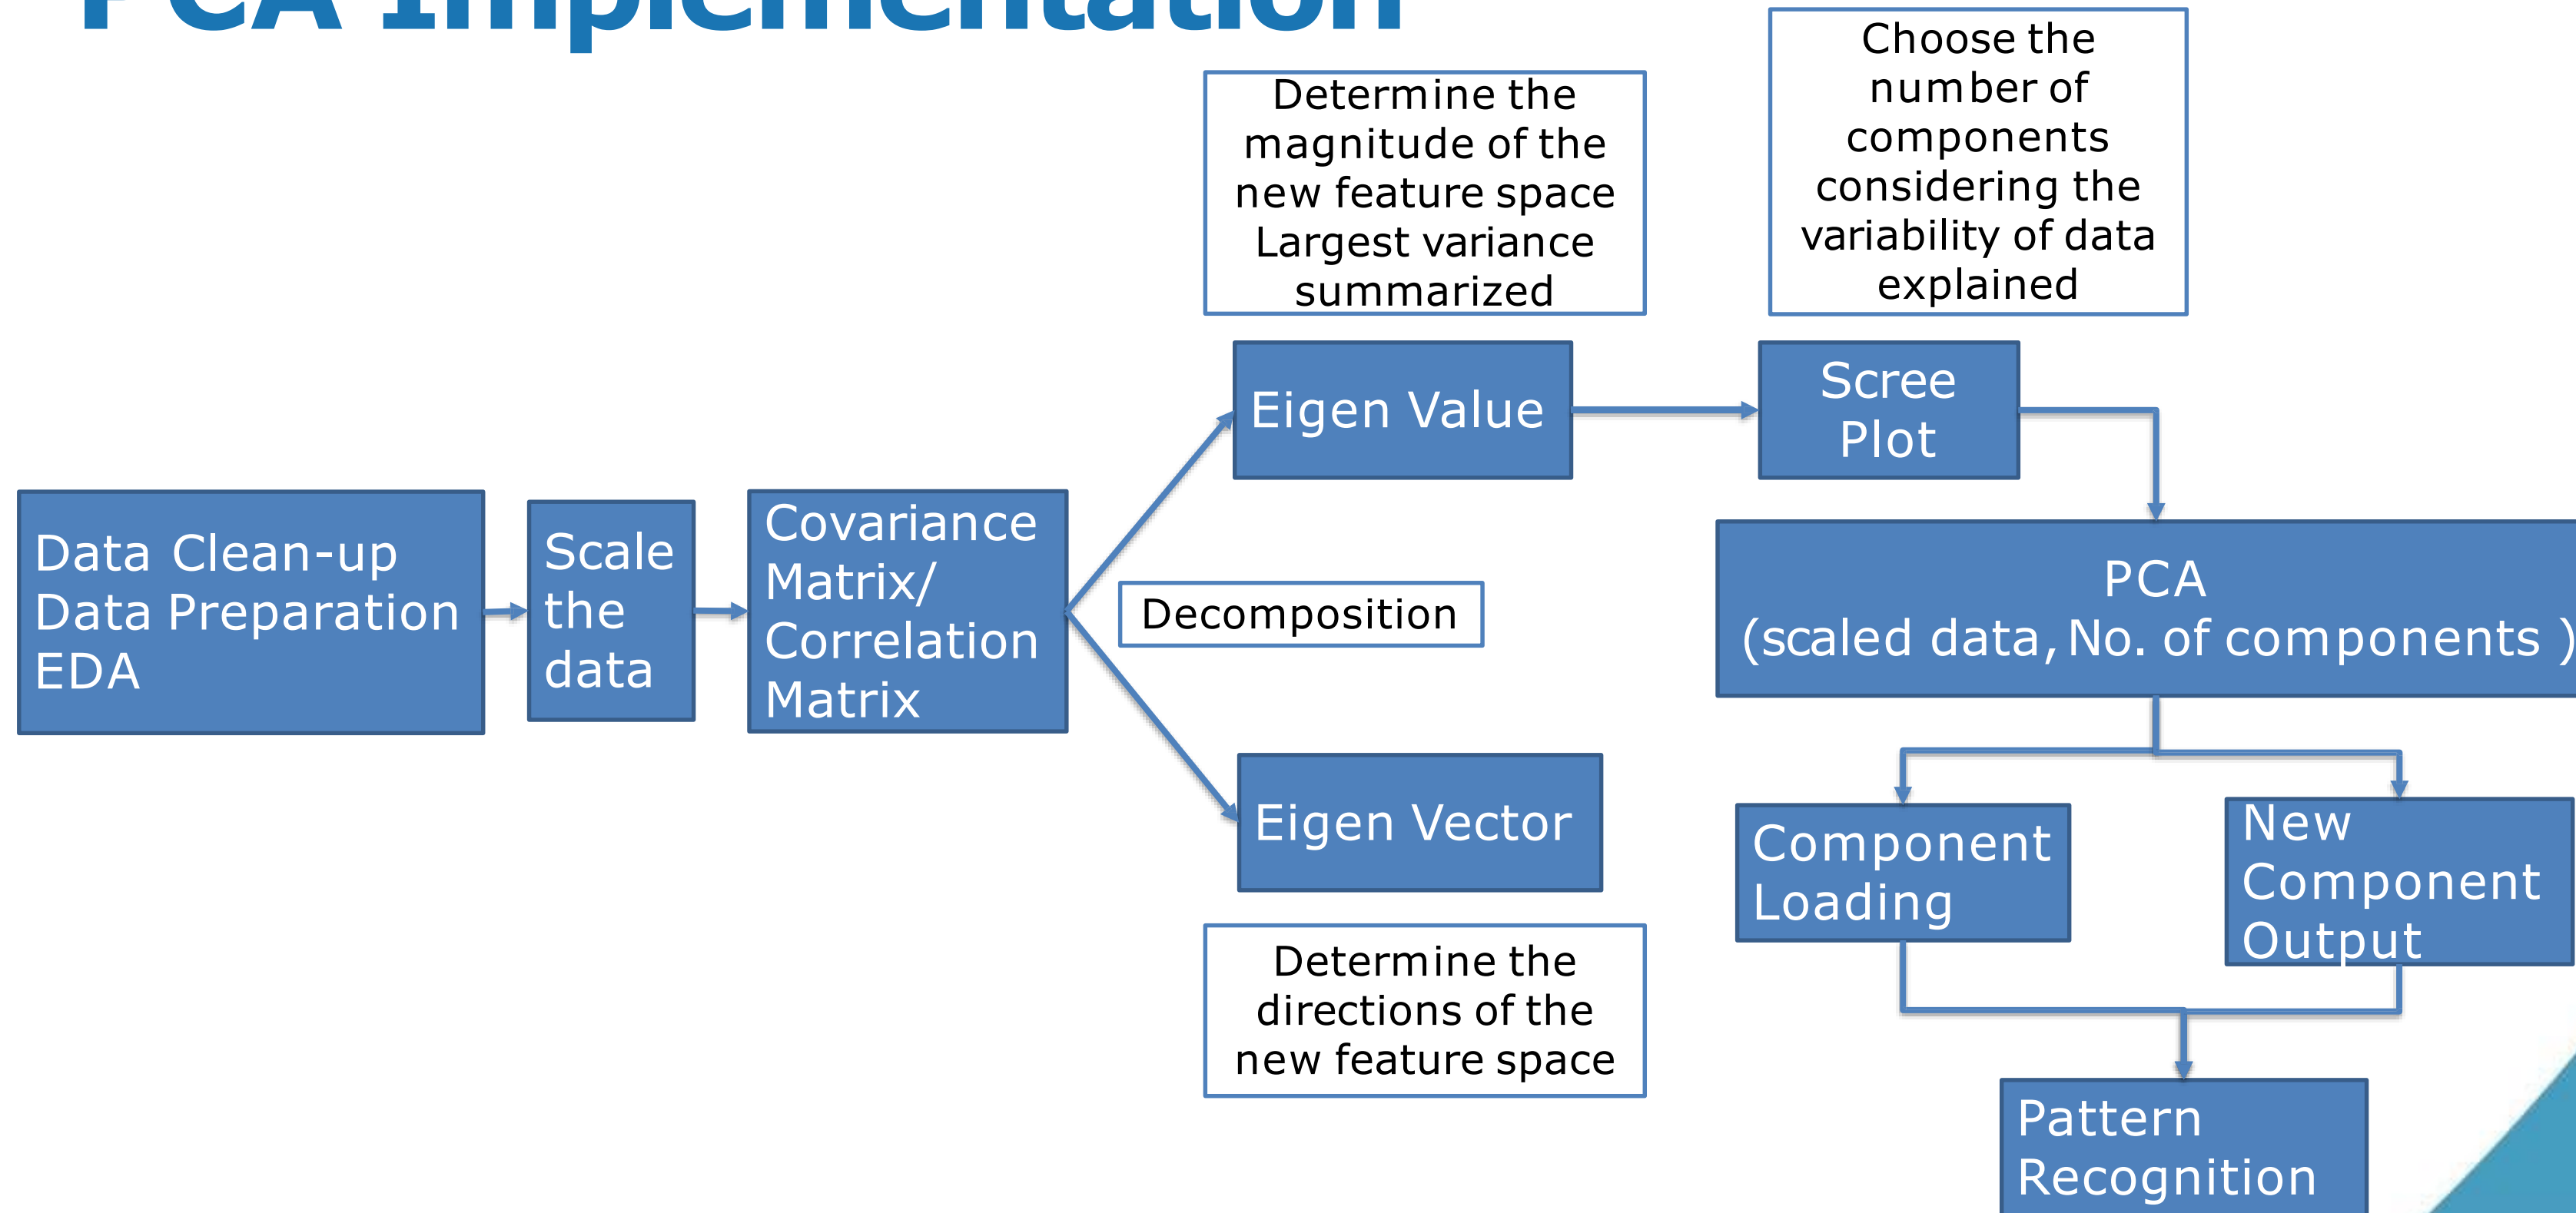 PCA Implementation
Determine the
magnitude of the
new feature space
Largest variance
summarized
Choose the
number of
components
considering the
variability of data
explained
Eigen Value
Scree
Plot
Data Clean-up
Data Preparation
EDA
Scale
the
data
Covariance
Matrix/
Correlation
Matrix
Decomposition
PCA
(scaled data, No. of components )
Eigen Vector
Component
Loading
New
Component
Output
Determine the
directions of the
new feature space
Pattern
Recognition